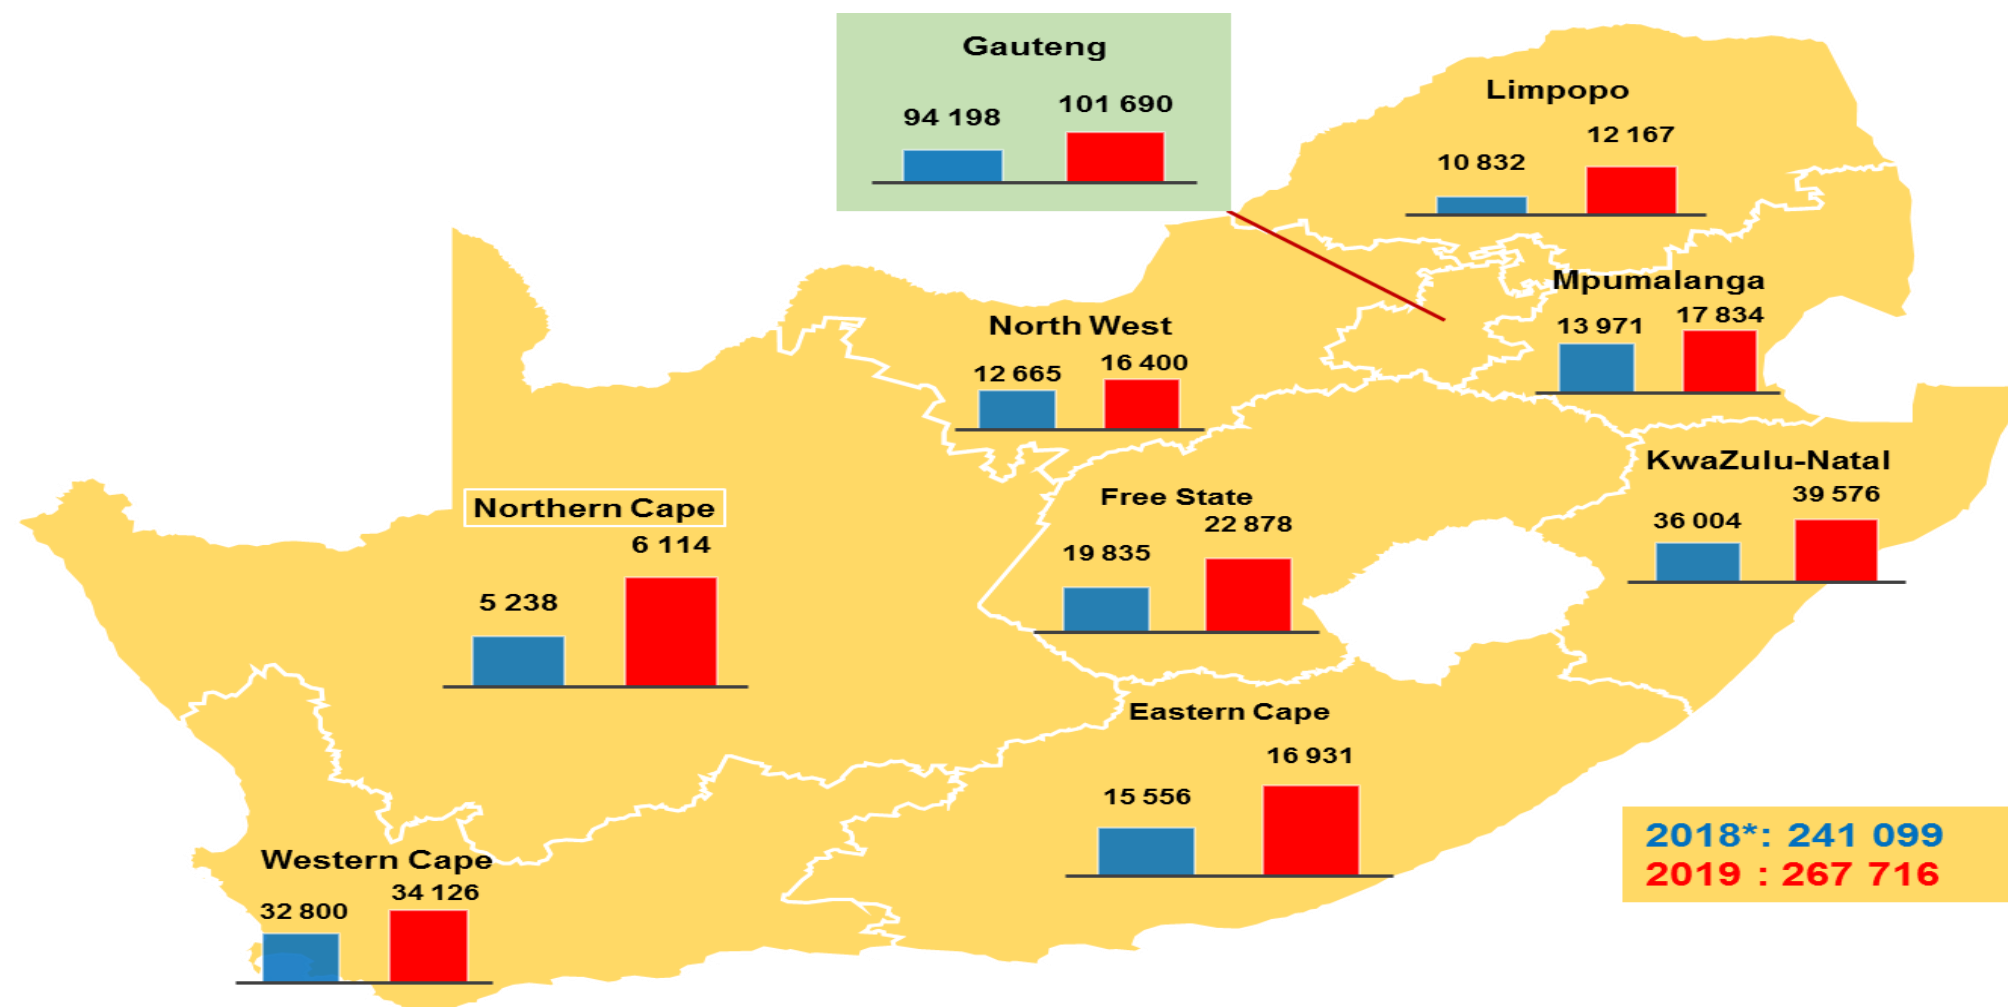 Gauteng
94 198
101 690
Limpopo
10 832
12 167
Mpumalanga
13 971
17 834
North West
12 665
16 400
KwaZulu-Natal
36 004
39 576
Northern Cape
5 238
6 114
Free State
19 835
22 878
Eastern Cape
15 556
16 931
Western Cape
32 800
34 126
2018*: 241 099
2019 : 267 716